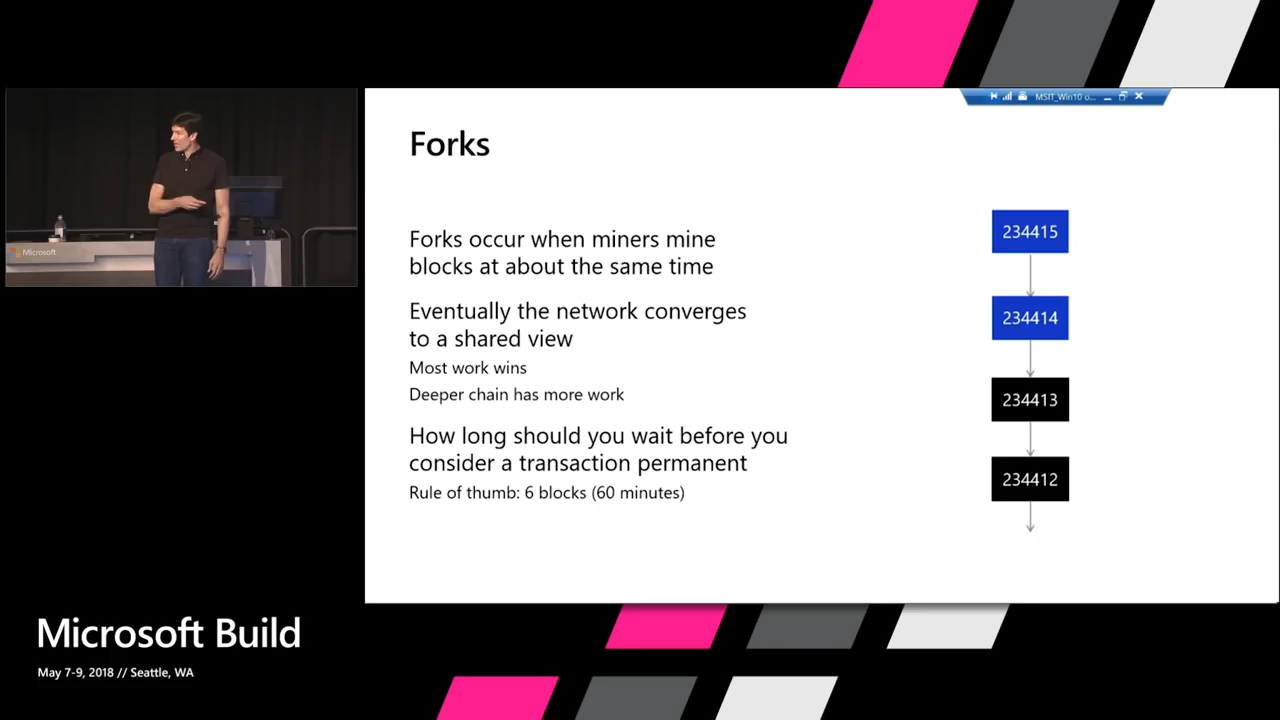 MSIT_Win10 o...
Forks
Forks occur when miners mine
blocks at about the same time
Eventually the network converges
to a shared view
Most work wins
Deeper chain has more work
How long should you wait before you
consider a transaction permanent
Rule of thumb: 6 blocks (60 minutes)
234415
234414
234413
234412
Microsoft
Microsoft Build
May 7-9, 2018 // Seattle, WA